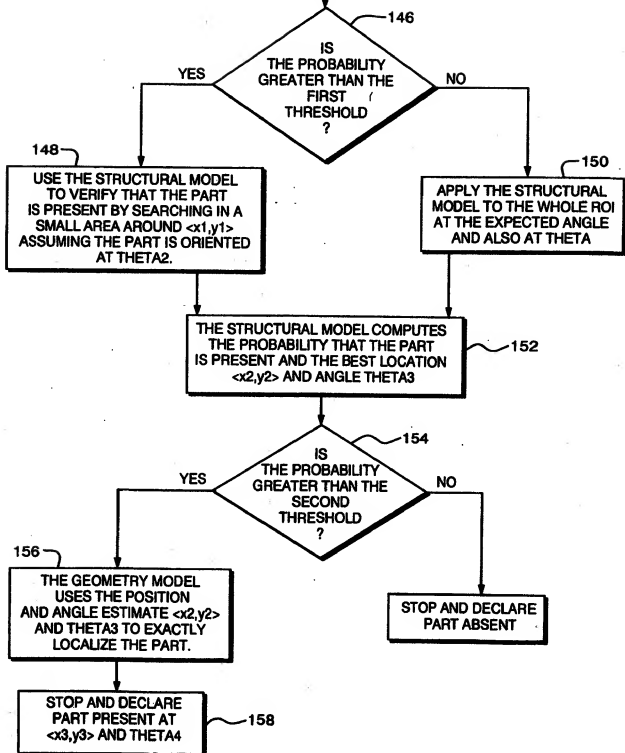 146
IS
THE PROBABILITY
GREATER THAN THE
FIRST
THRESHOLD
?
YES
NO
148
USE THE STRUCTURAL MODEL
TO VERIFY THAT THE PART
IS PRESENT BY SEARCHING IN A
SMALL AREA AROUND <x1,y1>
ASSUMING THE PART IS ORIENTED
AT THETA2.
150
APPLY THE STRUCTURAL
MODEL TO THE WHOLE ROI
AT THE EXPECTED ANGLE
AND ALSO AT THETA
THE STRUCTURAL MODEL COMPUTES
THE PROBABILITY THAT THE PART
IS PRESENT AND THE BEST LOCATION
<x2,y2> AND ANGLE THETA3
152
154
IS
THE PROBABILITY
GREATER THAN THE
SECOND
THRESHOLD
?
YES
NO
156
THE GEOMETRY MODEL
USES THE POSITION
AND ANGLE ESTIMATE <x2,y2>
AND THETA3 TO EXACTLY
LOCALIZE THE PART.
STOP AND DECLARE
PART ABSENT
STOP AND DECLARE
PART PRESENT AT
<x3,y3> AND THETA4
158